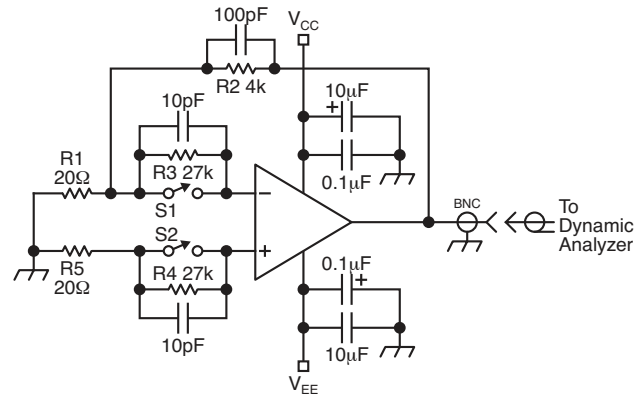 100pF
V_CC
R2 4k
10pF
10µF
+
R1
20Ω
R3 27k
S1
−
0.1µF
BNC
To
Dynamic
Analyzer
S2
+
R5
20Ω
R4 27k
0.1µF
+
10pF
10µF
V_EE